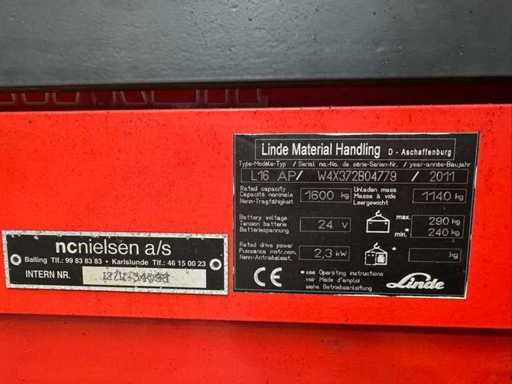 Linde Material Handling D - Aschaffenburg
Type-Modele-Typ / Serial no.-No. de série-Serien-Nr. / year-année-Baujahr
L16 AP / W4X372B04779 / 2011
Rated capacity
Capacité nominale 1600 kg
Nenn-Tragfähigkeit
Unladen mass
Masse à vide 1140 kg
Leergewicht
Battery voltage
Tension batterie 24 V
Batteriespannung
max. 290 kg
min. 240 kg
Rated drive power
Puissance motr.nom. 2,3 kW
Nenn-Antriebsleist.
kg
CE
see Operating instructions
voir Mode d'emploi
siehe Betriebsanleitung
Linde
ncnielsen a/s
Balling Tlf.: 99 83 83 83 • Karlslunde Tlf.: 46 15 00 23
INTERN NR.